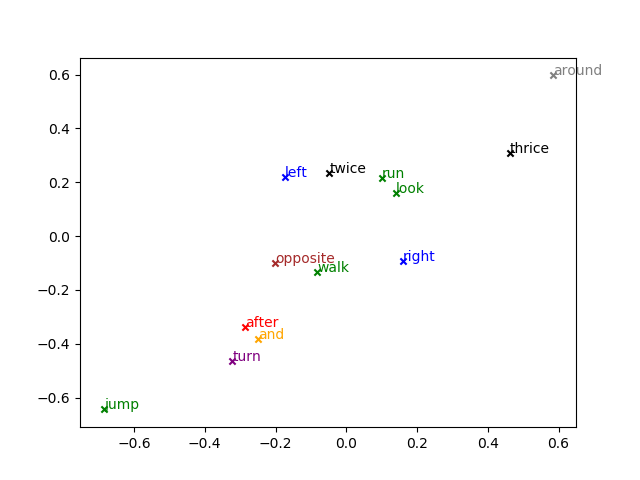 around
0.6
0.4
thrice
left
twice
run
look
0.2
0.0
right
opposite
walk
−0.2
after
and
−0.4
turn
−0.6
jump
−0.6
−0.4
−0.2
0.0
0.2
0.4
0.6